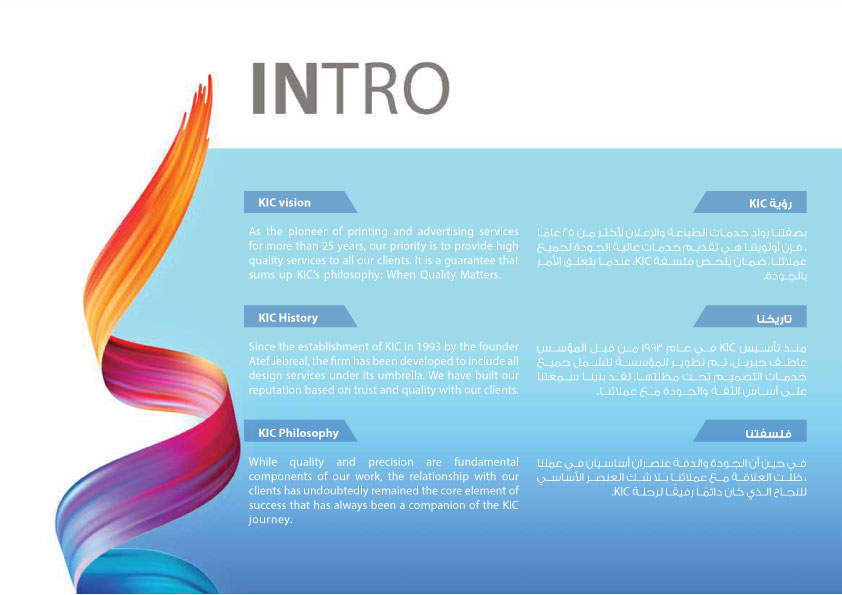 INTRO
KIC vision
As the pioneer of printing and advertising services
for more than 25 years, our priority is to provide high
quality services to all our clients. It is a guarantee that
sums up KIC's philosophy: When Quality Matters.
رؤية KIC
بصفتنا رواد خدمات الطباعة والإعلان لأكثر من ٢٥ عامًا
، فإن أولويتنا هي تقديم خدمات عالية الجودة لجميع
عملائنا. ضمان يلخص فلسفة KIC: عندما يتعلق الأمر
بالجودة.
KIC History
Since the establishment of KIC in 1993 by the founder
Atef Jebreal, the firm has been developed to include all
design services under its umbrella. We have built our
reputation based on trust and quality with our clients.
تاريخنا
منذ تأسيس KIC في عام ١٩٩٣ من قبل المؤسس
عاطف جبريل، تم تطوير المؤسسة لتشمل جميع
خدمات التصميم تحت مظلتها. لقد بنينا سمعتنا
على أساس الثقة والجودة مع عملائنا.
KIC Philosophy
While quality and precision are fundamental
components of our work, the relationship with our
clients has undoubtedly remained the core element of
success that has always been a companion of the KIC
journey.
فلسفتنا
في حين أن الجودة والدقة عنصران أساسيان في عملنا
، ظلت العلاقة مع عملائنا بلا شك العنصر الأساسي
للنجاح الذي كان دائمًا رفيقًا لرحلة KIC.